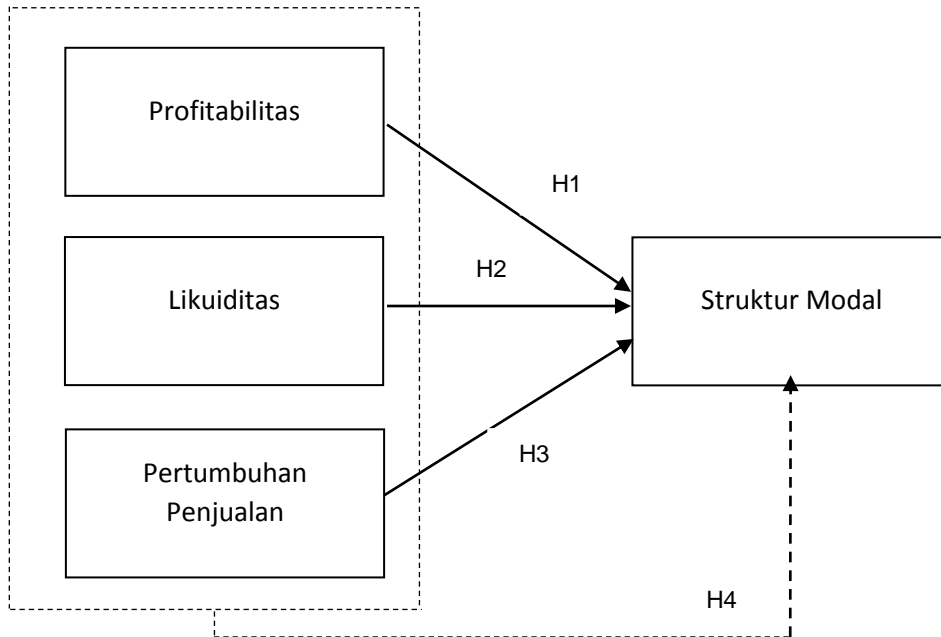 Profitabilitas
H1
Likuiditas
H2
Struktur Modal
Pertumbuhan
Penjualan
H3
H4